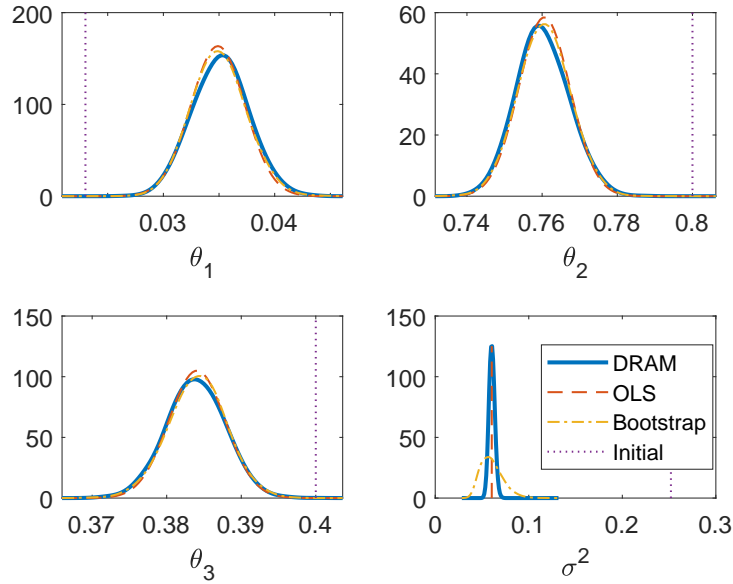 200
100
0
0.03 0.04
θ₁
60
40
20
0
0.74 0.76 0.78 0.8
θ₂
150
100
50
0
0.37 0.38 0.39 0.4
θ₃
150
100
50
0
0 0.1 0.2 0.3
σ²
DRAM
OLS
Bootstrap
Initial